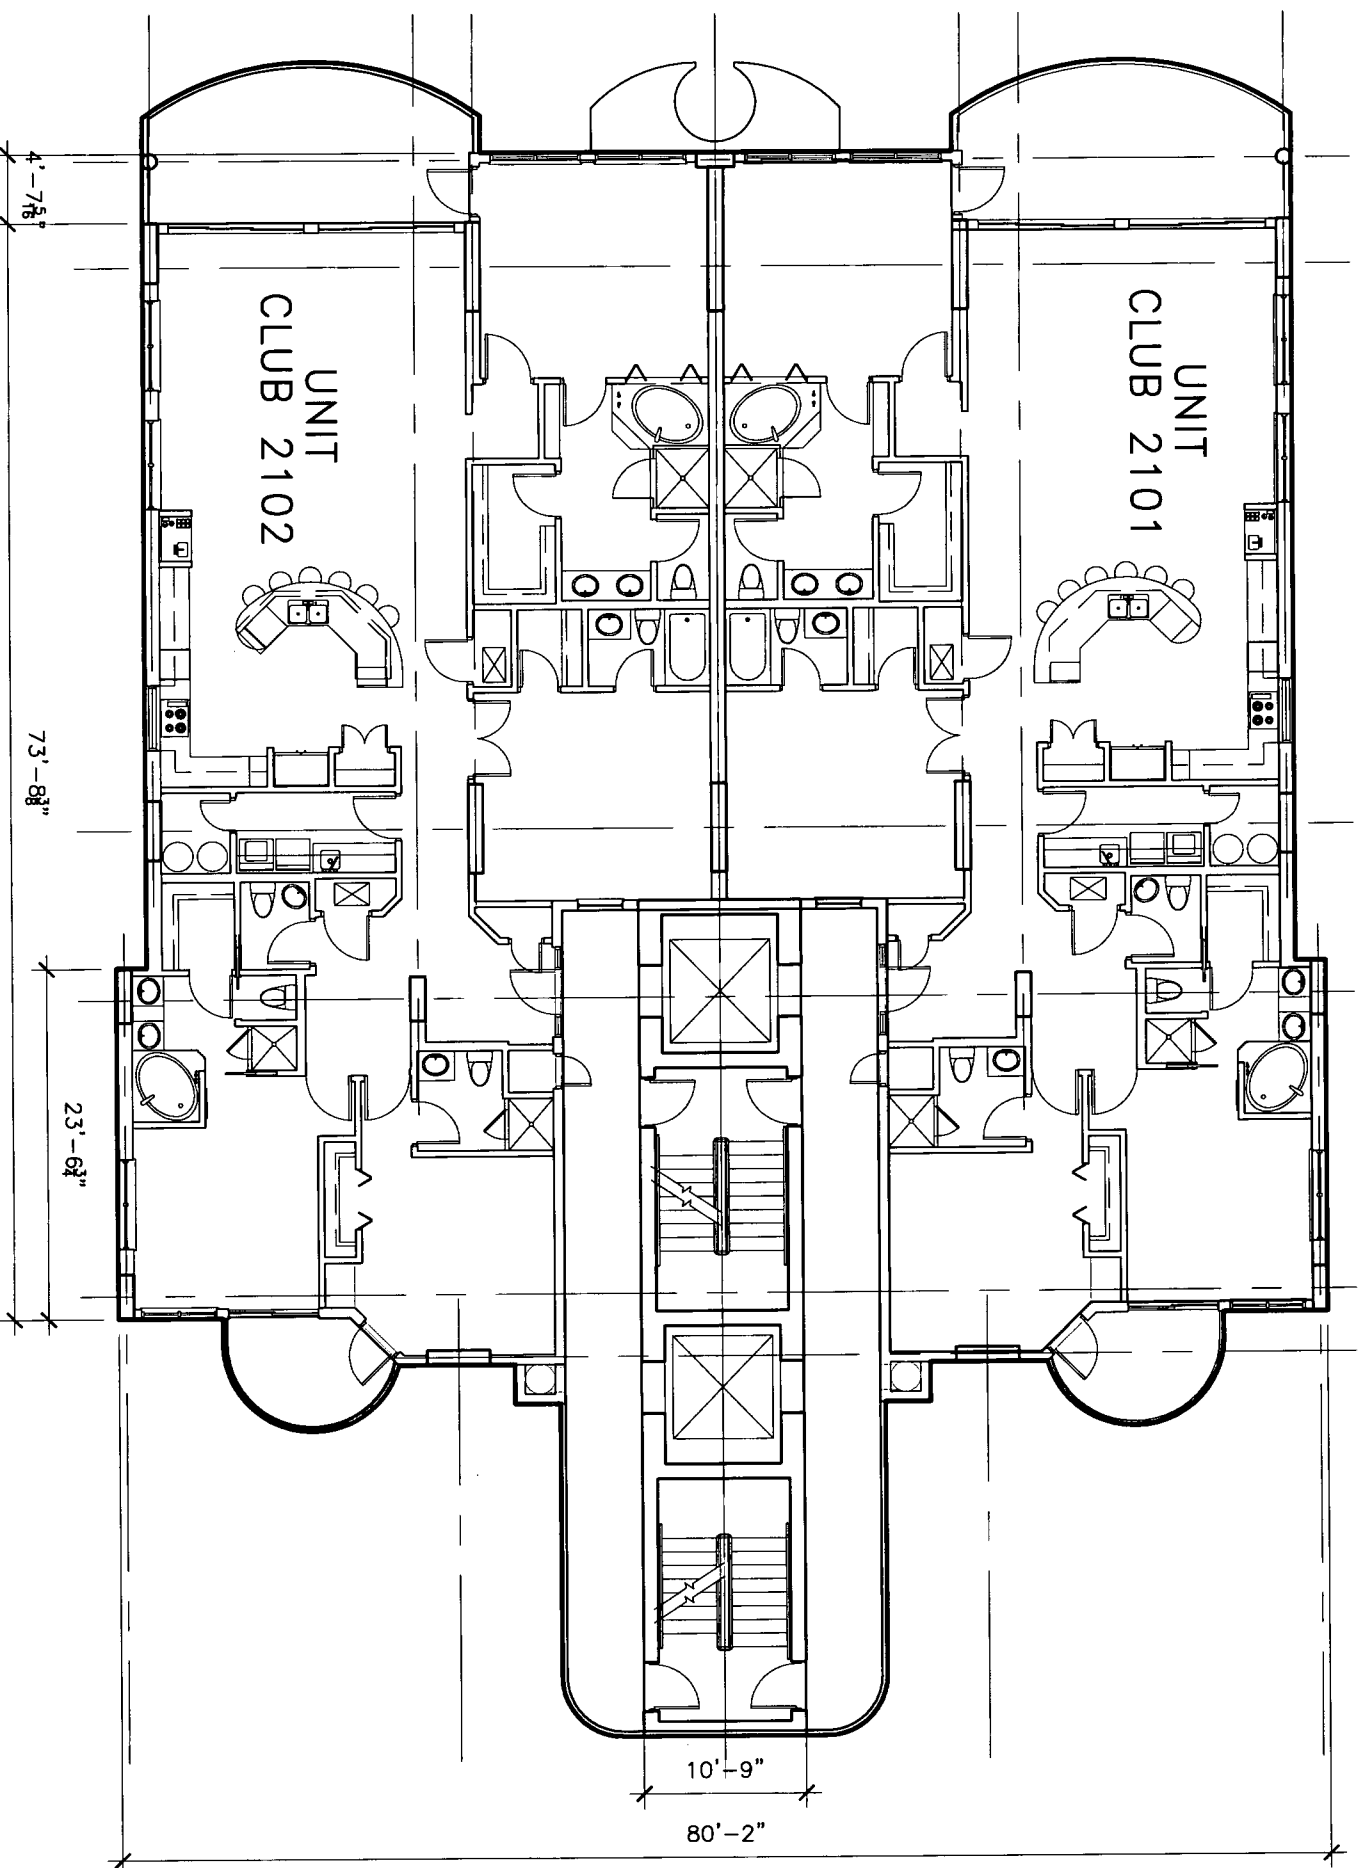 UNIT
CLUB 2102
UNIT
CLUB 2101
4'-7 5/16"
73'-8 3/8"
23'-6 3/4"
10'-9"
80'-2"